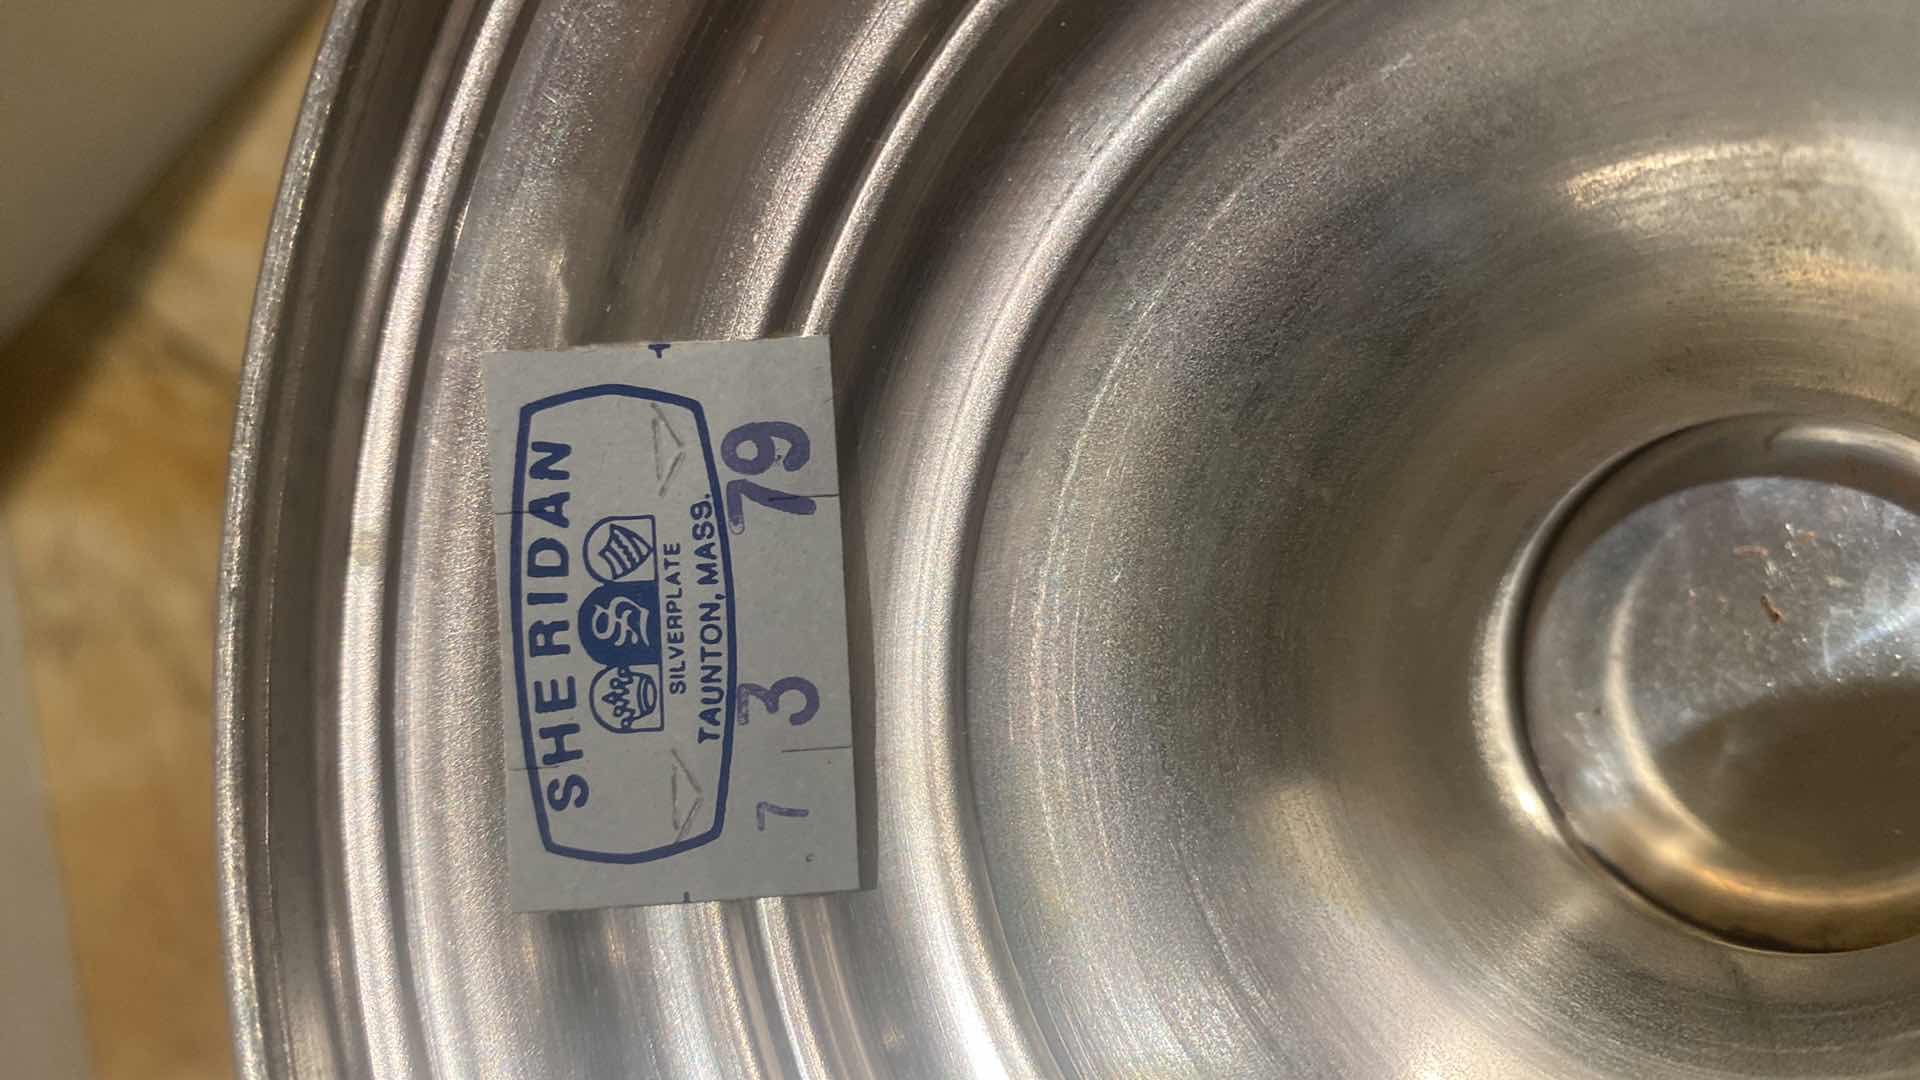 SHERIDAN
S
SILVERPLATE
TAUNTON, MASS.
7 3 79